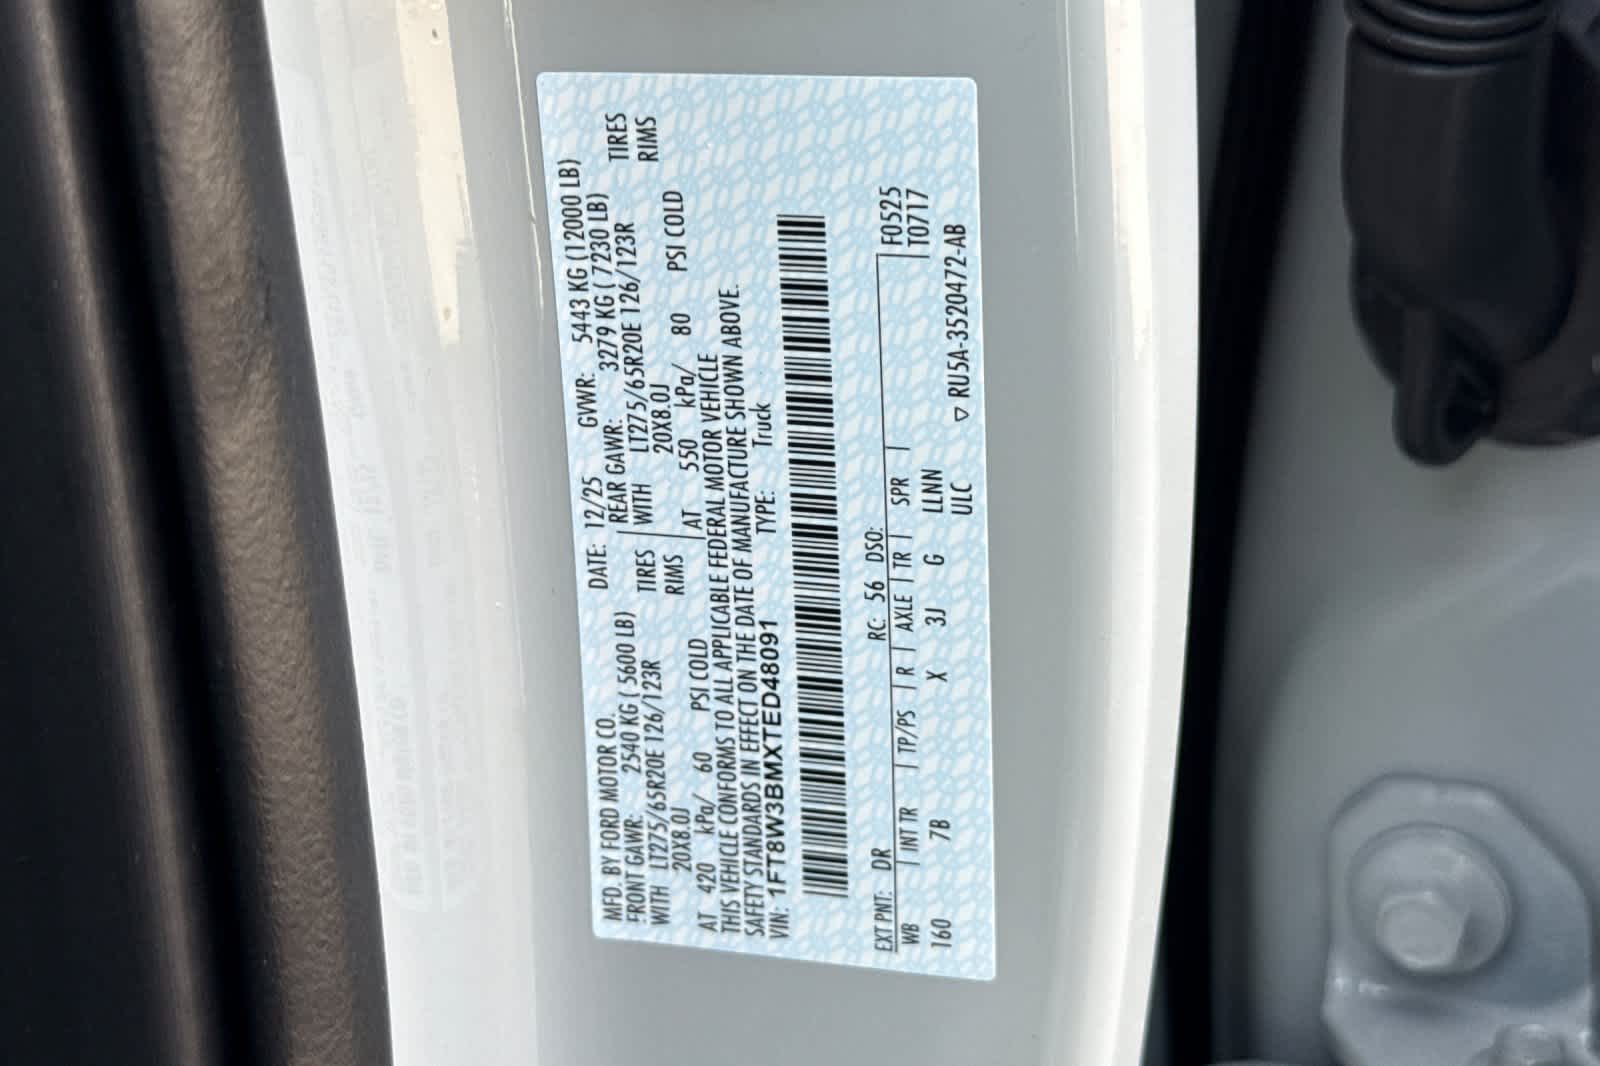 MFD. BY FORD MOTOR CO.
DATE: 12/25 GVWR: 5443 KG (12000 LB)
FRONT GAWR: 2540 KG ( 5600 LB)
REAR GAWR: 3279 KG ( 7230 LB)
WITH LT275/65R20E 126/123R TIRES
WITH LT275/65R20E 126/123R TIRES
20X8.0J RIMS
20X8.0J RIMS
AT 420 kPa/ 60 PSI COLD
AT 550 kPa/ 80 PSI COLD
THIS VEHICLE CONFORMS TO ALL APPLICABLE FEDERAL MOTOR VEHICLE
SAFETY STANDARDS IN EFFECT ON THE DATE OF MANUFACTURE SHOWN ABOVE.
VIN: 1FT8W3BMXTED48091 TYPE: Truck
EXT PNT: DR RC: 56 DSO: F0525
WB INT TR TP/PS R AXLE TR SPR T0717
160 7B X 3J G LLNN
ULC ▽ RU5A-3520472-AB